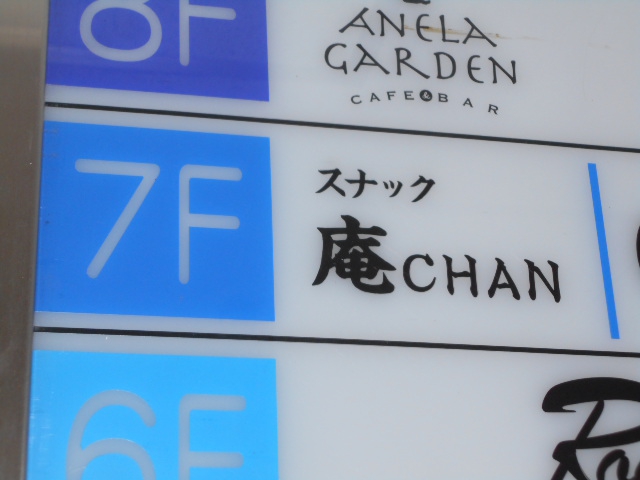 8F
ANELA
GARDEN
CAFE&BAR
7F
スナック
庵CHAN
6F